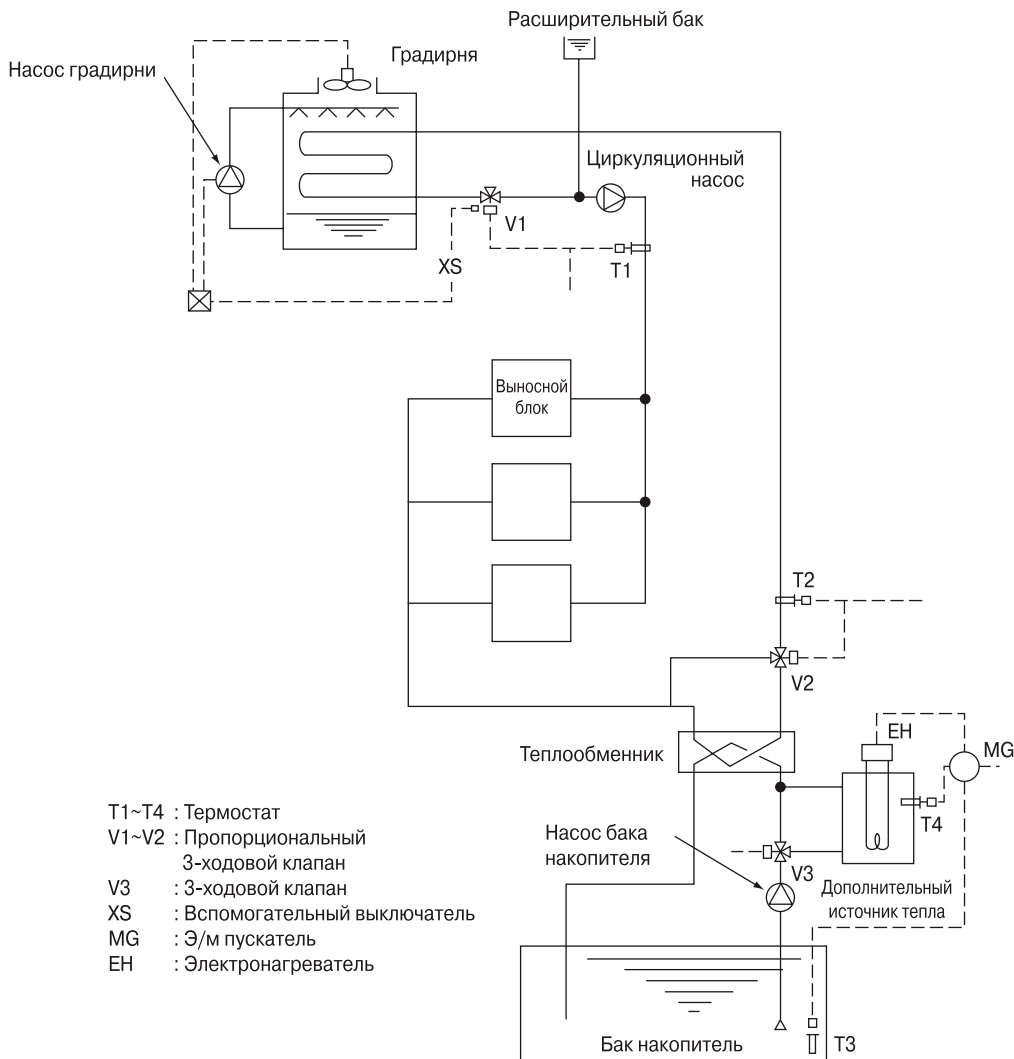 Расширительный бак
Градирня
Насос градирни
Циркуляционный
насос
V1
T1
XS
Выносной
блок
T2
V2
EH
Теплообменник
MG
T4
T1~T4 : Термостат
V1~V2 : Пропорциональный
3-ходовой клапан
V3 : 3-ходовой клапан
XS : Вспомогательный выключатель
MG : Э/м пускатель
EH : Электронагреватель
Насос бака
накопителя
V3
Дополнительный
источник тепла
Бак накопитель
T3